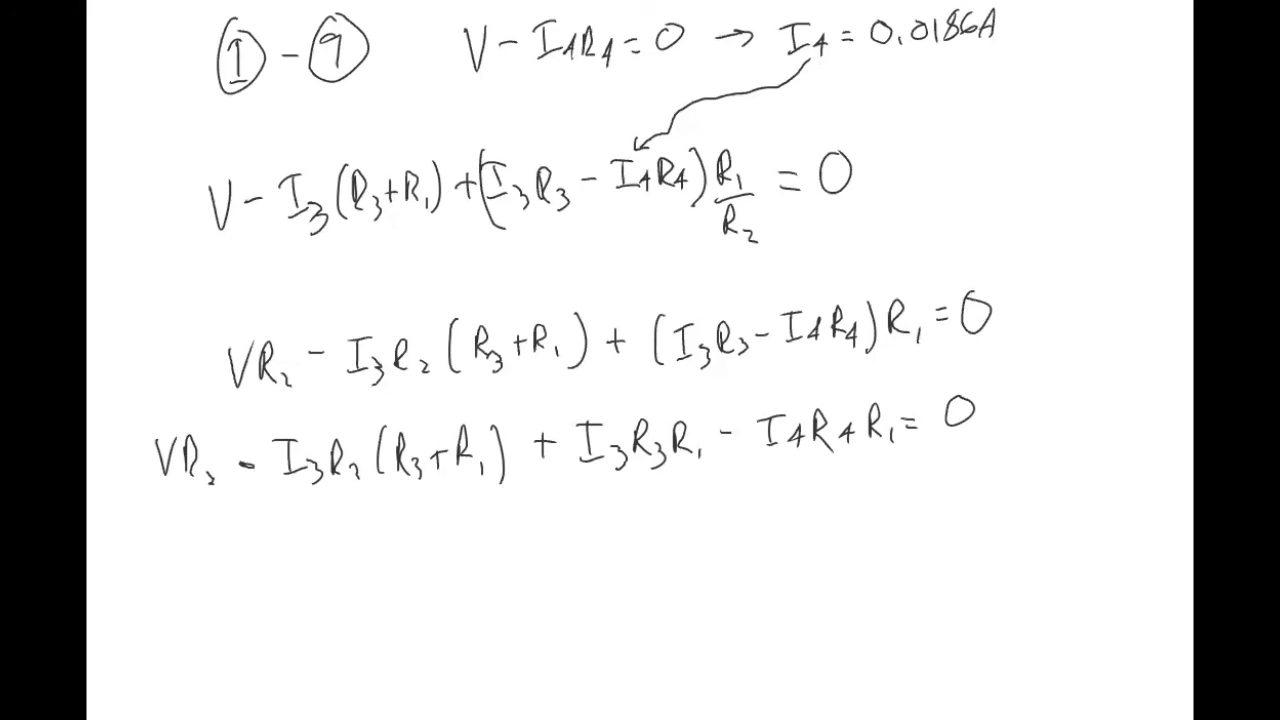 ① - ⑨ V - I₄R₄ = 0 → I₄ = 0.0186A
V - I₃(R₃+R₁) + (I₃R₃ - I₄R₄) R₁/R₂ = 0
VR₂ - I₃R₂(R₃+R₁) + (I₃R₃ - I₄R₄)R₁ = 0
VR₂ - I₃R₂(R₃+R₁) + I₃R₃R₁ - I₄R₄R₁ = 0